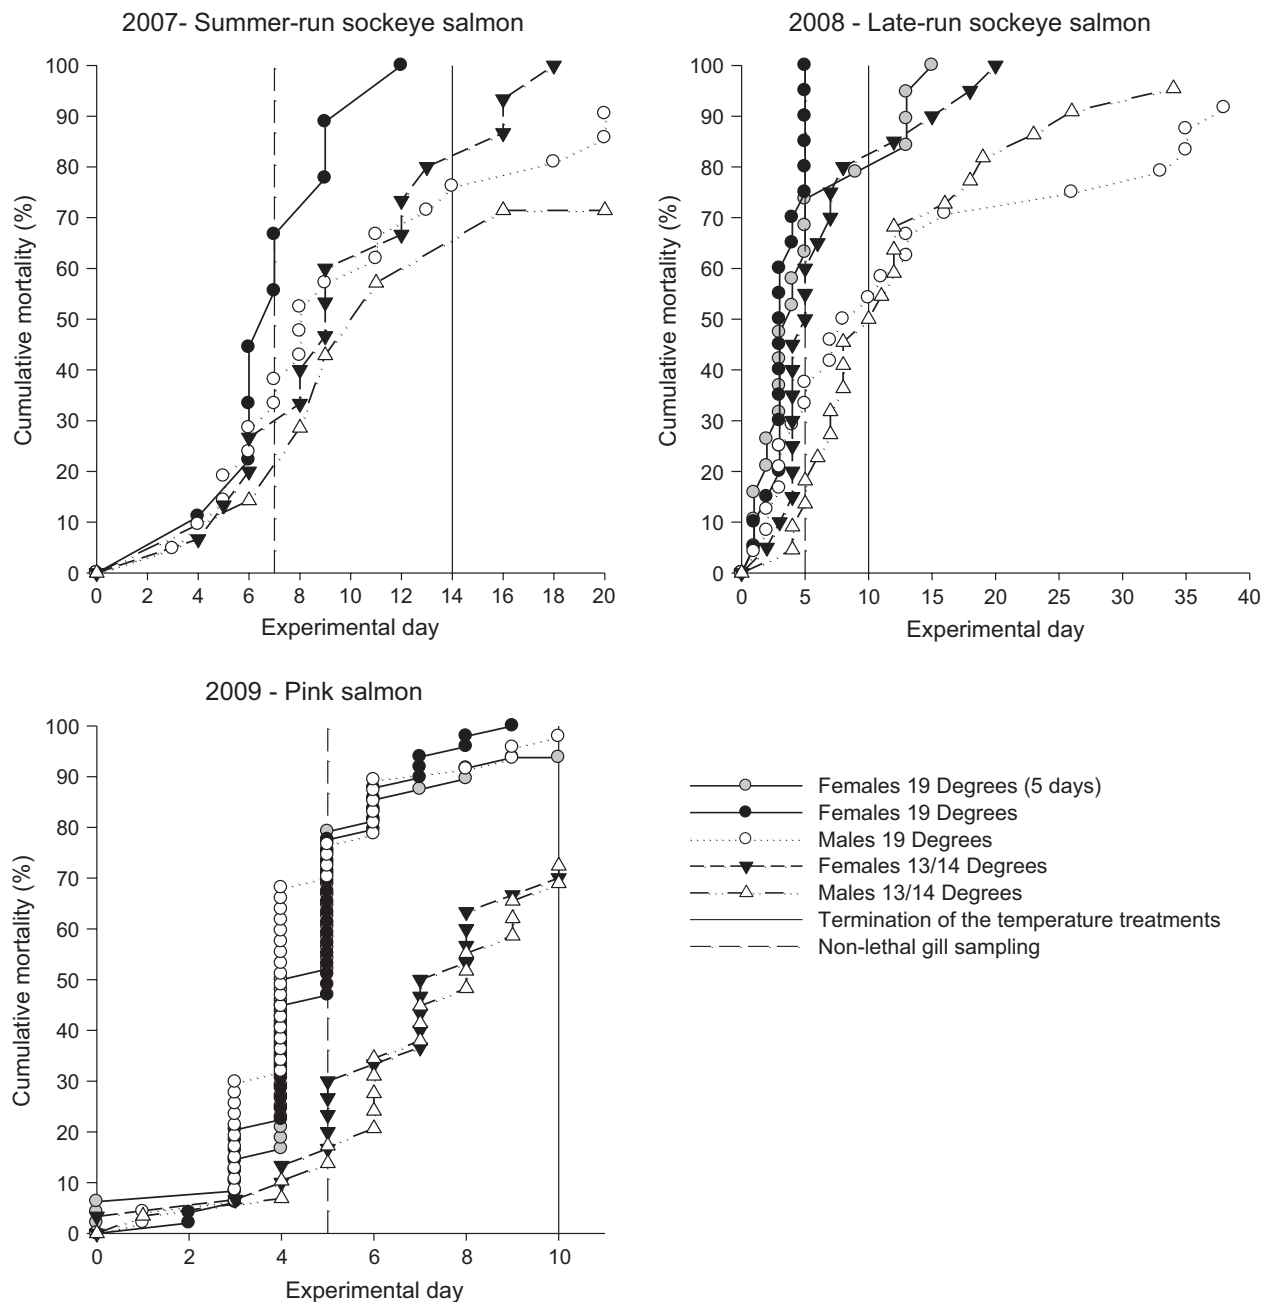 2007- Summer-run sockeye salmon
2008 - Late-run sockeye salmon
100
90
80
70
60
50
40
30
20
10
0
Cumulative mortality (%)
0 2 4 6 8 10 12 14 16 18 20
Experimental day
100
90
80
70
60
50
40
30
20
10
0
Cumulative mortality (%)
0 5 10 15 20 25 30 35 40
Experimental day
2009 - Pink salmon
100
90
80
70
60
50
40
30
20
10
0
Cumulative mortality (%)
0 2 4 6 8 10
Experimental day
Females 19 Degrees (5 days)
Females 19 Degrees
Males 19 Degrees
Females 13/14 Degrees
Males 13/14 Degrees
Termination of the temperature treatments
Non-lethal gill sampling